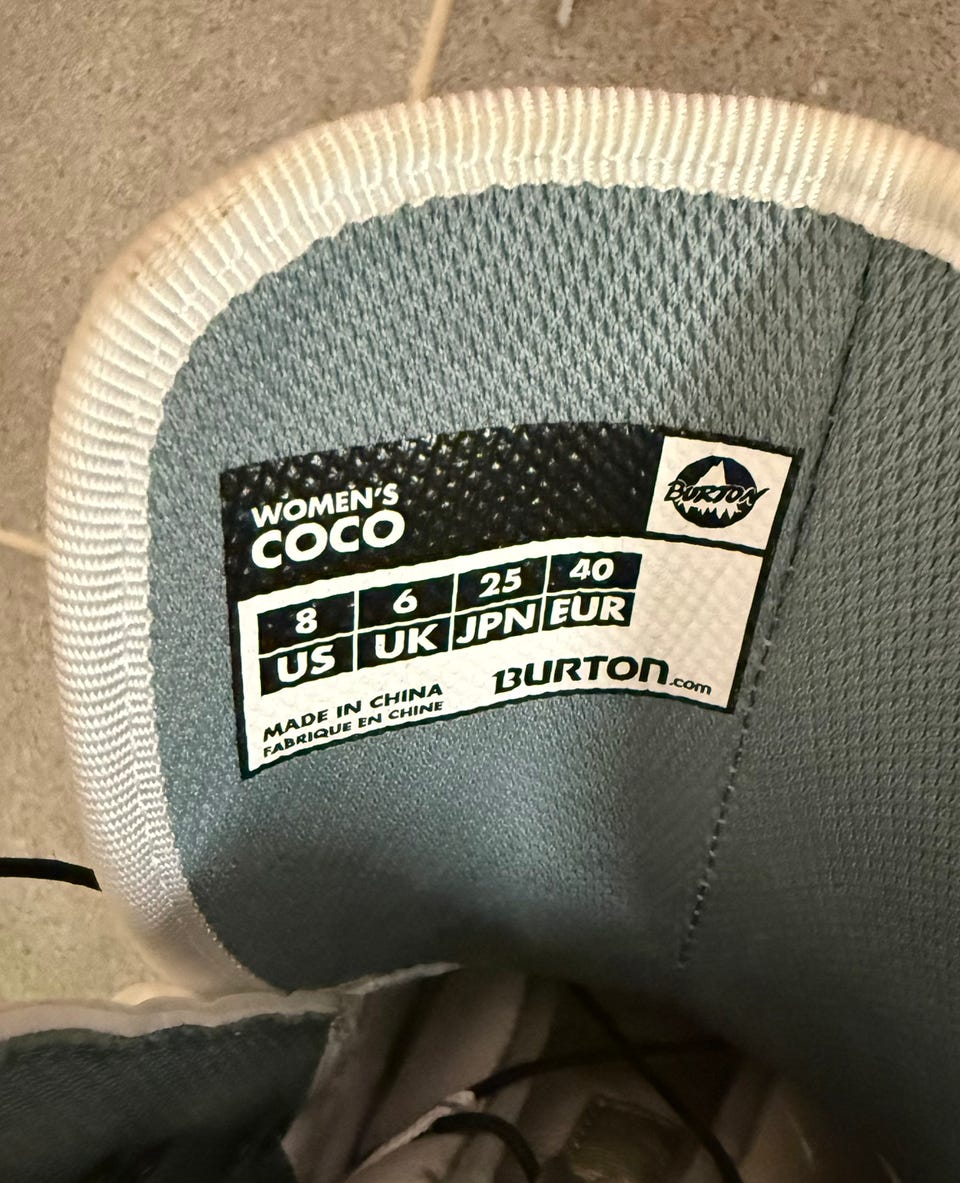 WOMEN'S
COCO
BURTON
8 6 25 40
US UK JPN EUR
MADE IN CHINA
FABRIQUE EN CHINE
BURTON.com